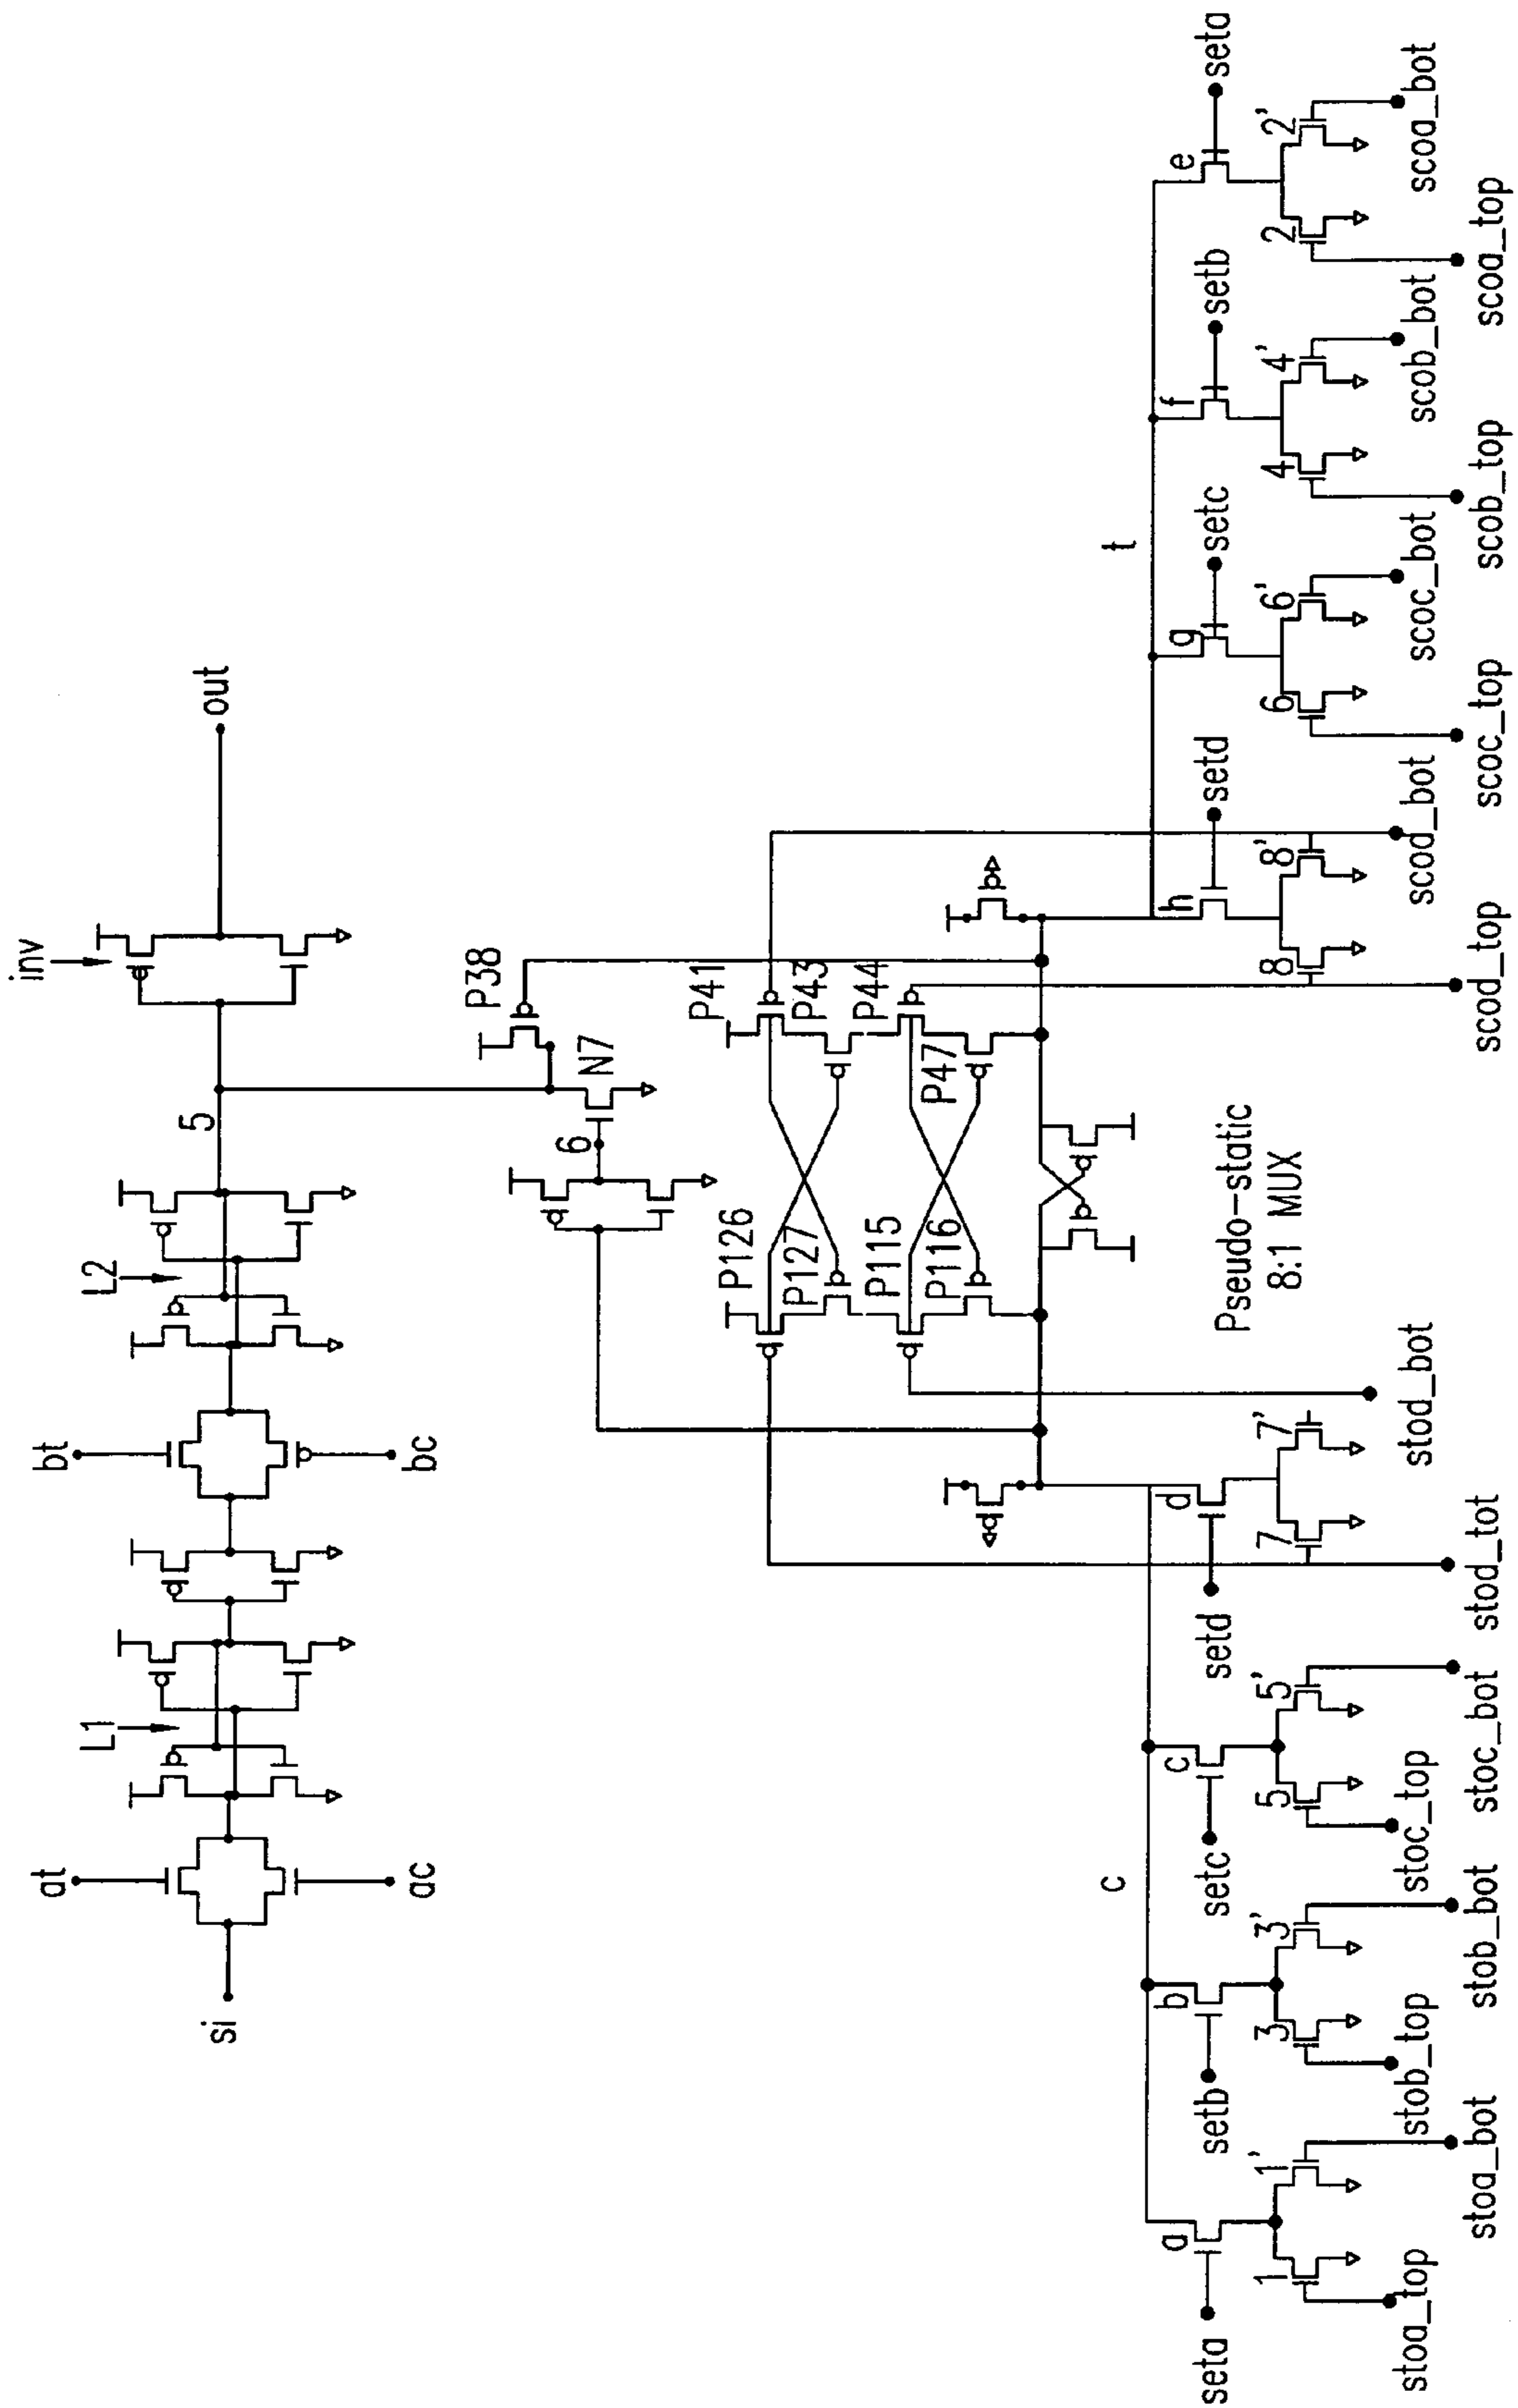 inv
out
L2
5
bt
bc
L1
at
ac
si
P38
N7
6
P41
P43
P44
P47
P126
P127
P115
P116
Pseudo-static
8:1 MUX
c
t
seta
a
1
1'
stoa_top
stoa_bot
setb
b
3
3'
stob_top
stob_bot
setc
c
5
5'
stoc_top
stoc_bot
setd
d
7
7'
stod_tot
stod_bot
setd
h
8
8'
scod_top
scod_bot
setc
g
6
6'
scoc_top
scoc_bot
setb
f
4
4'
scob_top
scob_bot
seta
e
2
2'
scoa_top
scoa_bot